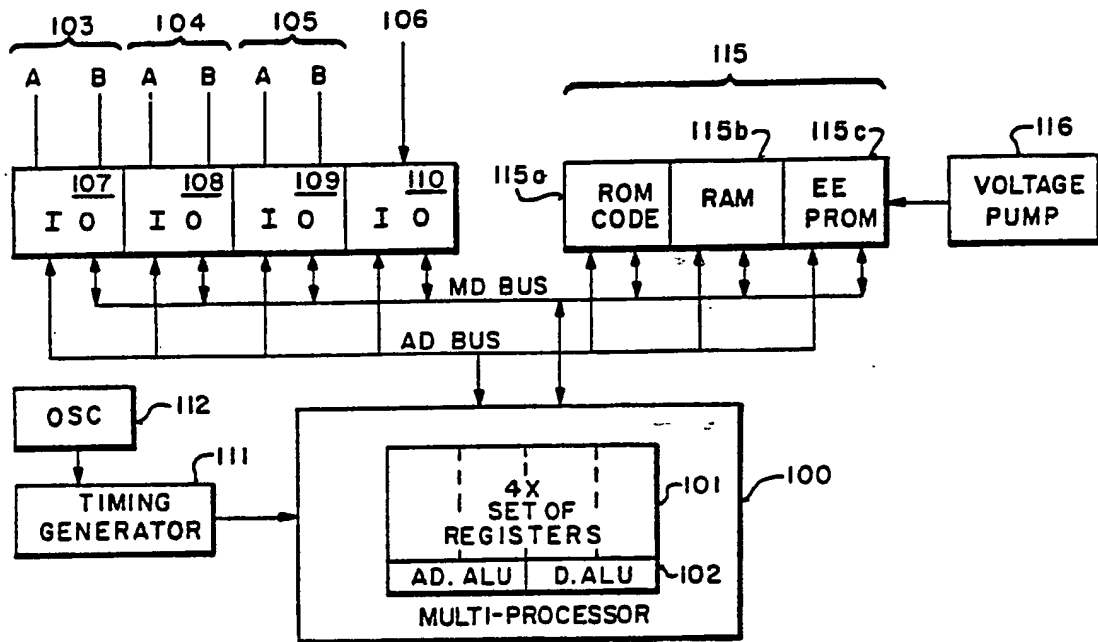 103 104 105 106
A B A B A B
115
115b 115c 116
107 108 109 110
I O I O I O I O
115a
ROM CODE
RAM
EE PROM
VOLTAGE PUMP
MD BUS
AD BUS
OSC
112
111
TIMING GENERATOR
4X
SET OF
REGISTERS
101
100
AD. ALU D. ALU
102
MULTI-PROCESSOR